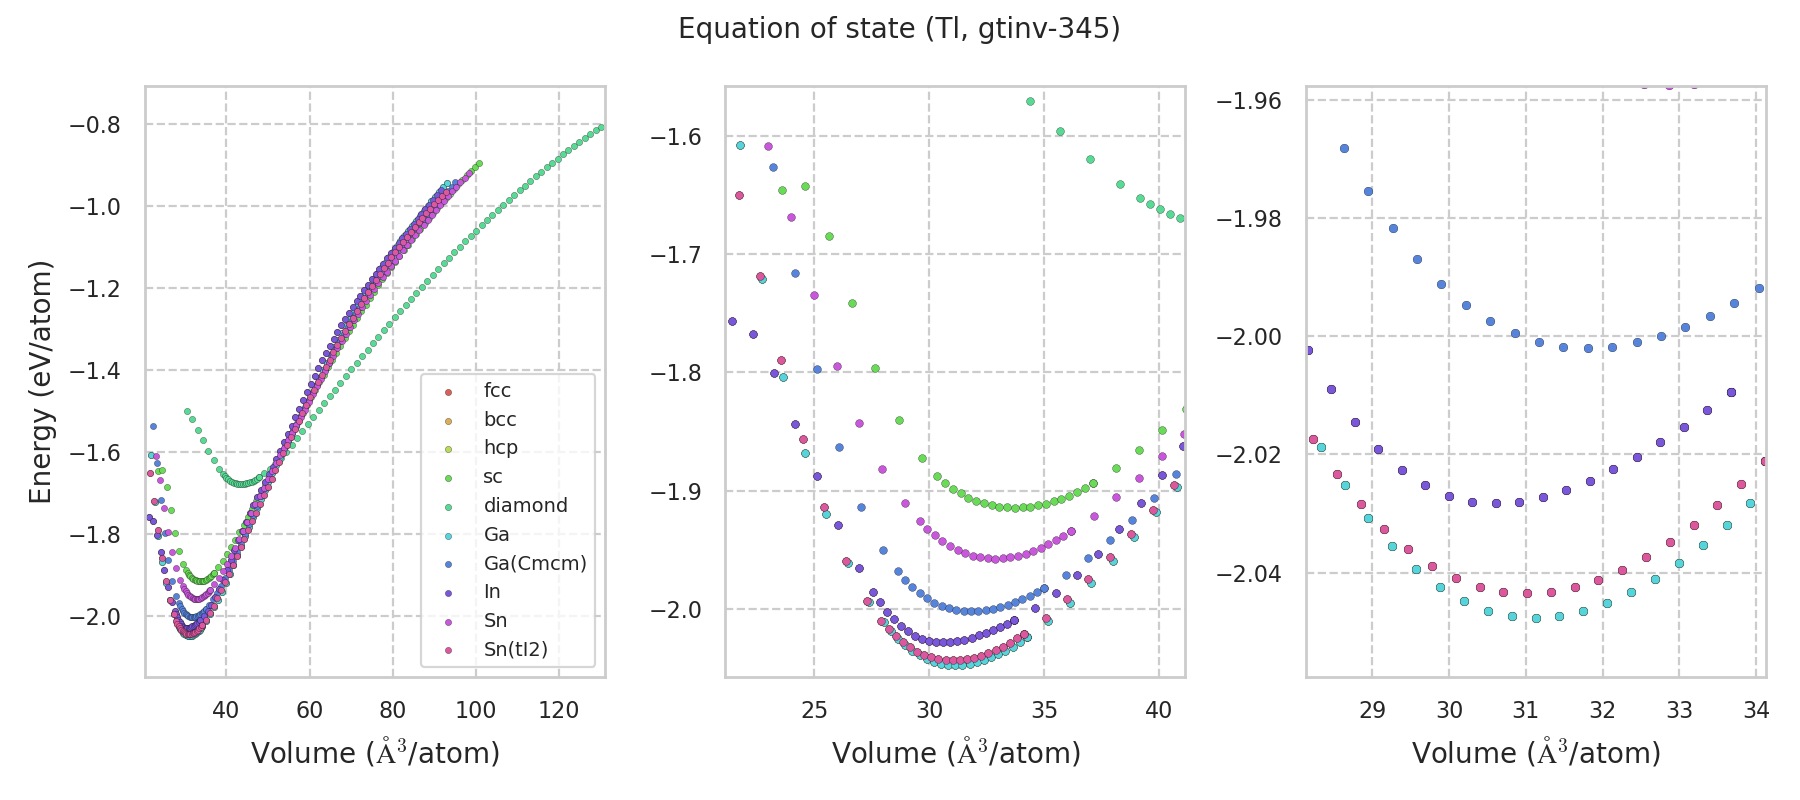 Equation of state (Tl, gtinv-345)
Energy (eV/atom)
−0.8
−1.0
−1.2
−1.4
−1.6
−1.8
−2.0
40 60 80 100 120
Volume (Å³/atom)
fcc
bcc
hcp
sc
diamond
Ga
Ga(Cmcm)
In
Sn
Sn(tI2)
−1.6
−1.7
−1.8
−1.9
−2.0
25 30 35 40
Volume (Å³/atom)
−1.96
−1.98
−2.00
−2.02
−2.04
29 30 31 32 33 34
Volume (Å³/atom)